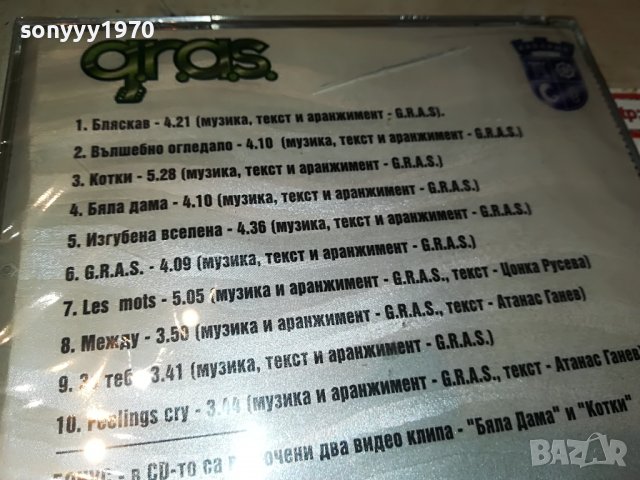 sonyyy1970
g.r.a.s.
1. Бляскав - 4.21 (музика, текст и аранжимент - G.R.A.S).
2. Вълшебно огледало - 4.10 (музика, текст и аранжимент - G.R.A.S.)
3. Котки - 5.28 (музика, текст и аранжимент - G.R.A.S.)
4. Бяла дама - 4.10 (музика, текст и аранжимент - G.R.A.S.)
5. Изгубена вселена - 4.36 (музика, текст и аранжимент - G.R.A.S.)
6. G.R.A.S. - 4.09 (музика, текст и аранжимент - G.R.A.S.)
7. Les mots - 5.05 (музика и аранжимент - G.R.A.S., текст - Цонка Русева)
8. Между - 3.50 (музика и аранжимент - G.R.A.S., текст - Атанас Ганев)
9. теб - 3.41 (музика, текст и аранжимент - G.R.A.S.)
10. Feelings cry - 3.44 (музика и аранжимент - G.R.A.S., текст - Атанас Ганев)
в CD-то са два видео клипа - "Бяла Дама" и "Котки"
BAZAR